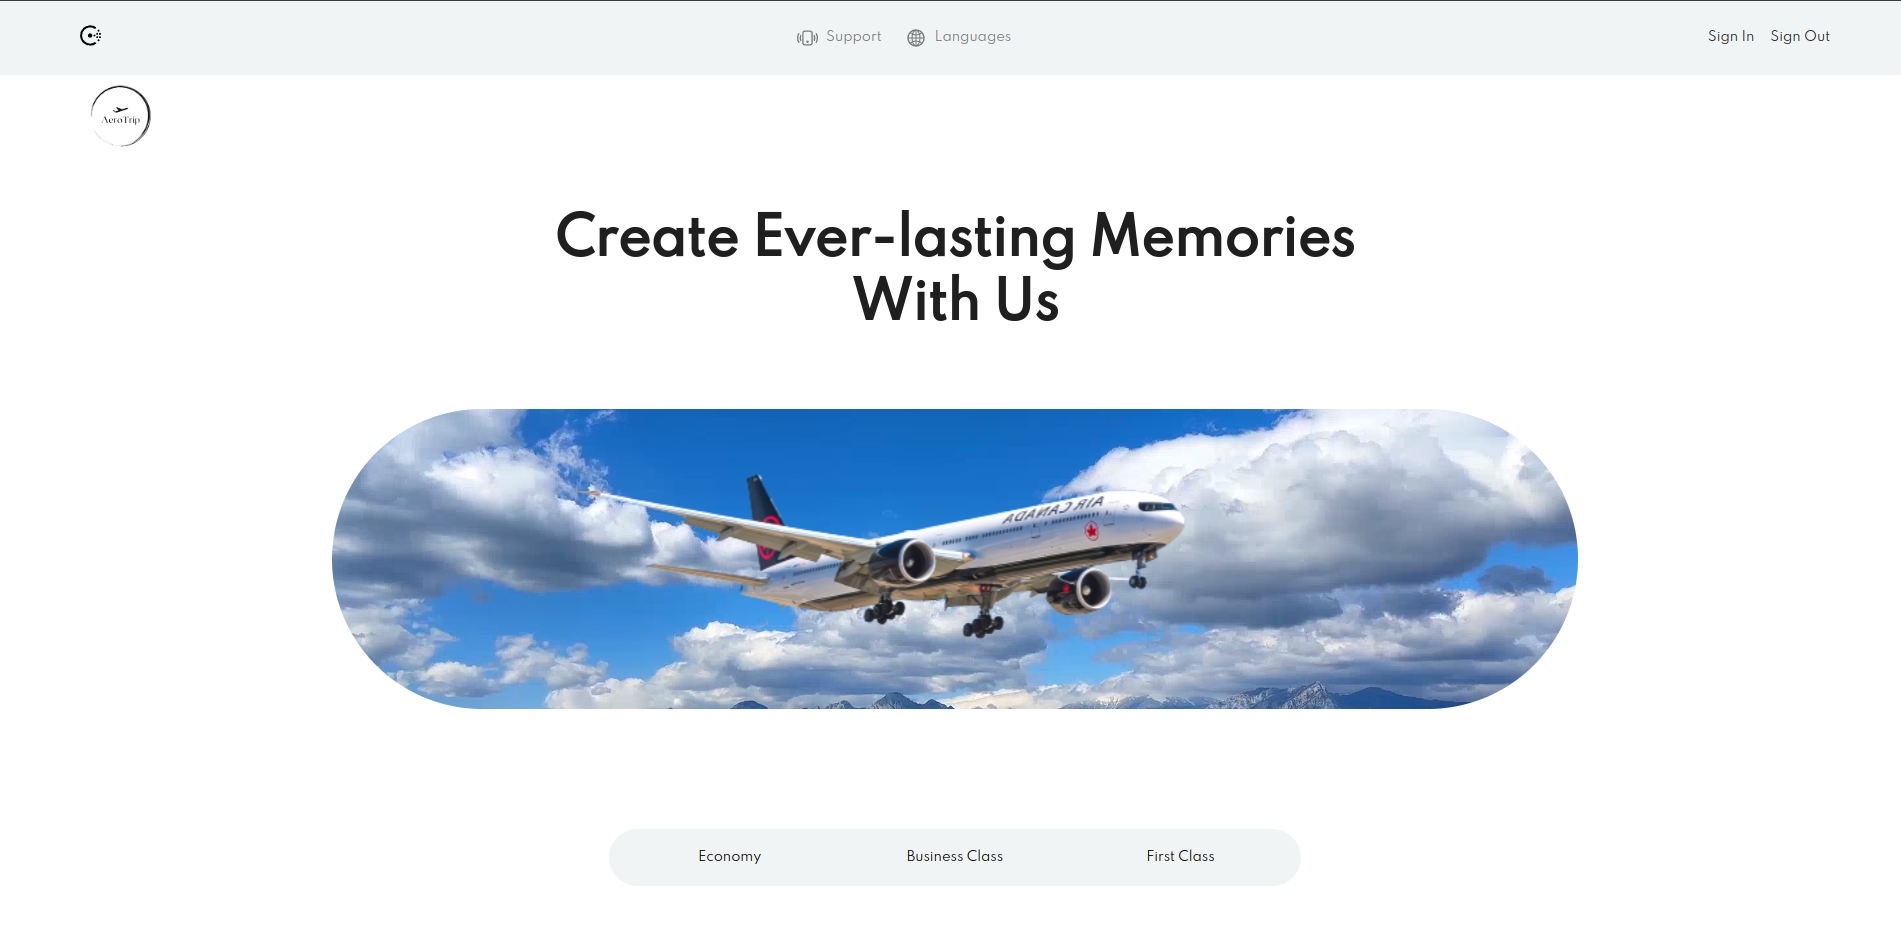 Support Languages Sign In Sign Out
AeroTrip
Create Ever-lasting Memories
With Us
AIR CANADA
Economy Business Class First Class